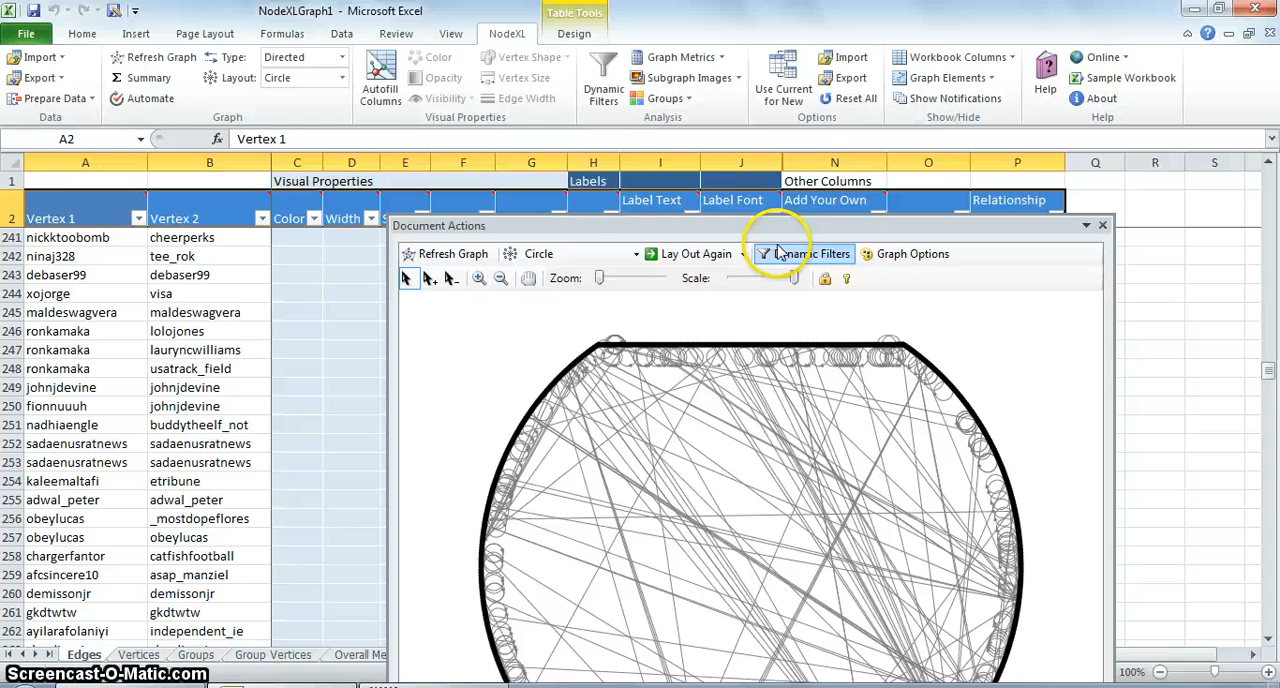 NodeXLGraph1 - Microsoft Excel
Table Tools
File Home Insert Page Layout Formulas Data Review View NodeXL Design
Import Refresh Graph Type: Directed Color Vertex Shape Graph Metrics Import Workbook Columns Online
Export Summary Layout: Circle Opacity Vertex Size Subgraph Images Export Graph Elements Sample Workbook
Prepare Data Automate Autofill Columns Visibility Edge Width Dynamic Filters Groups Use Current for New Reset All Show Notifications Help About
Data Graph Visual Properties Analysis Options Show/Hide Help
A2 fx Vertex 1
A B C D E F G H I J N O P Q R S
1 Visual Properties Labels Other Columns
Label Text Label Font Add Your Own Relationship
2 Vertex 1 Vertex 2 Color Width
Document Actions
241 nickktoobomb cheerperks
Refresh Graph Circle Lay Out Again Dynamic Filters Graph Options
242 ninaj328 tee_rok
243 debaser99 debaser99
Zoom: Scale:
244 xojorge visa
245 maldeswagvera maldeswagvera
246 ronkamaka lolojones
247 ronkamaka lauryncwilliams
248 ronkamaka usatrack_field
249 johnjdevine johnjdevine
250 fionnuuuh johnjdevine
251 nadhiaengle buddytheelf_not
252 sadaenusratnews sadaenusratnews
253 sadaenusratnews sadaenusratnews
254 kaleemaltafi etribune
255 adwal_peter adwal_peter
256 obeylucas _mostdopeflores
257 obeylucas obeylucas
258 chargerfantor catfishfootball
259 afcsincere10 asap_manziel
260 demissonjr demissonjr
261 gkdtwtw gkdtwtw
262 ayilarafolaniyi independent_ie
Edges Vertices Groups Group Vertices Overall Me
Screencast-O-Matic.com
100%